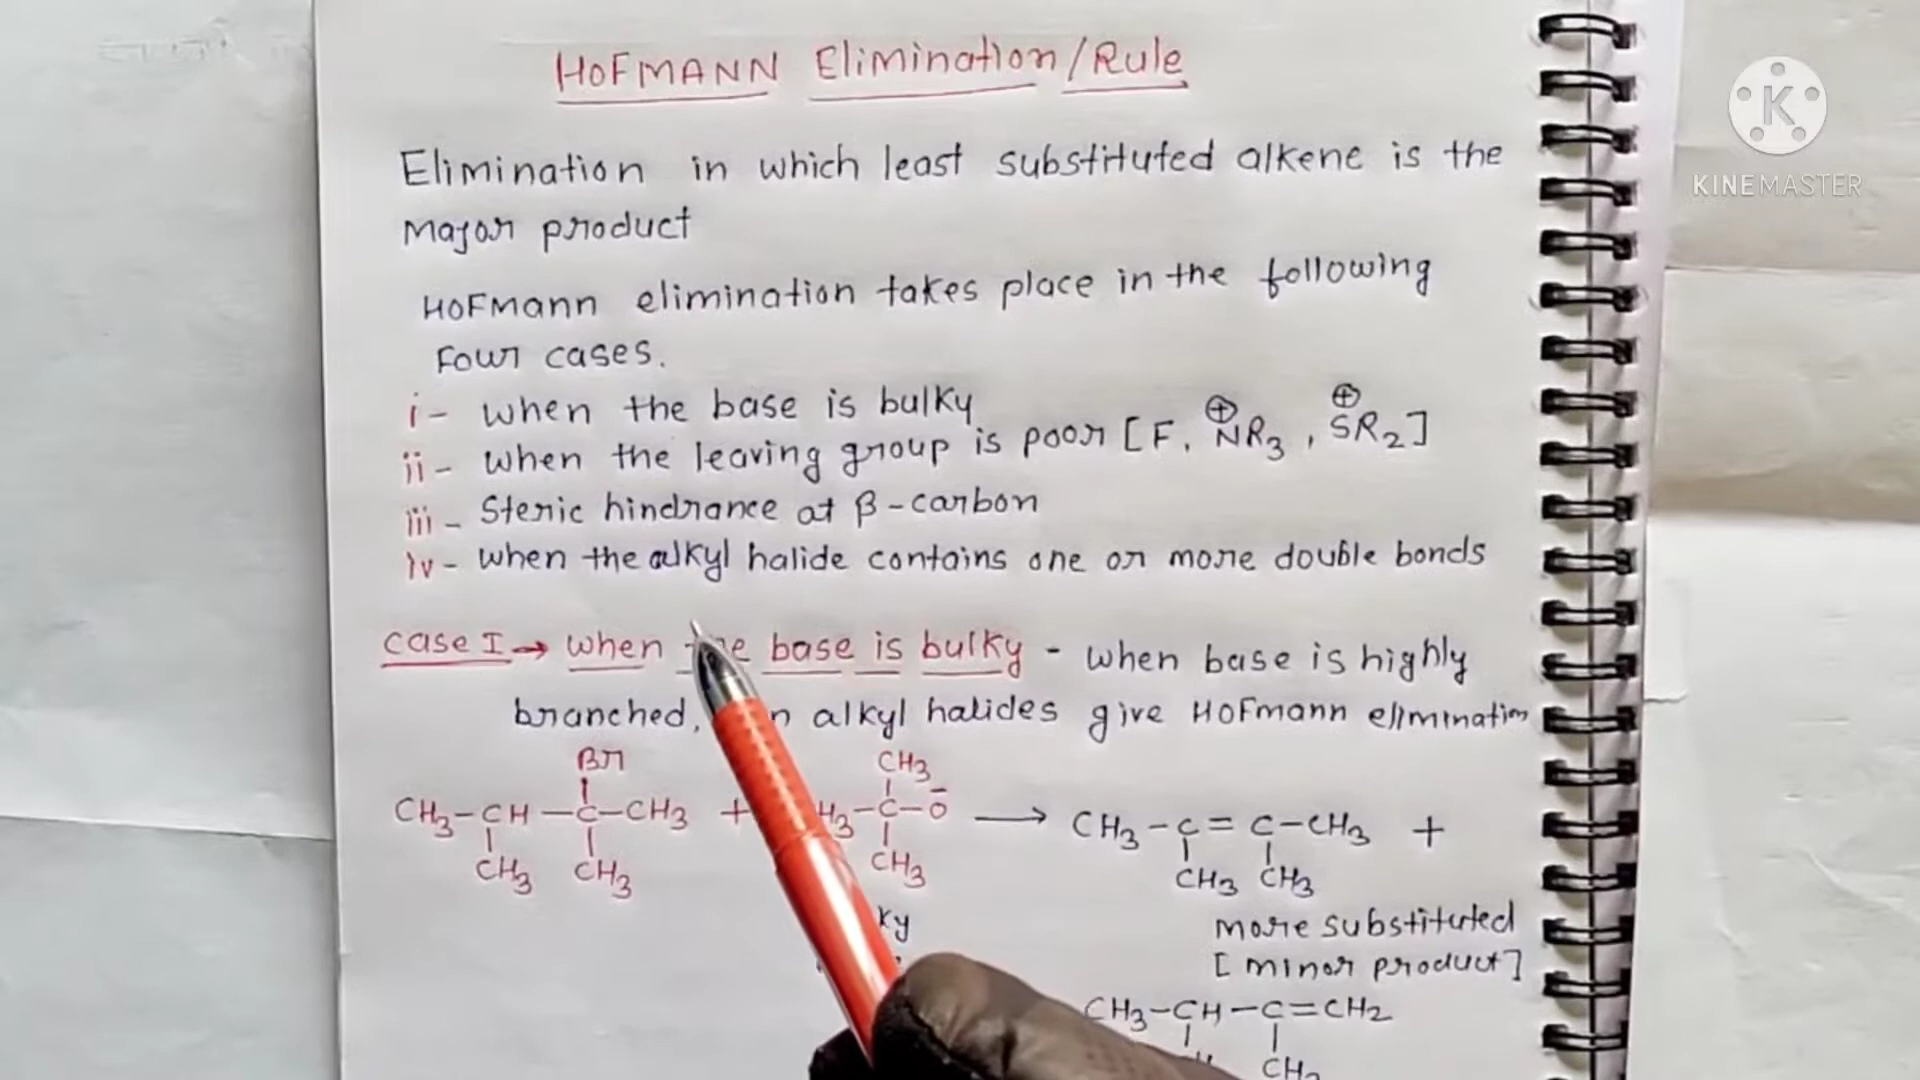 HOFMANN Elimination/Rule
K
KINEMASTER
Elimination in which least substituted alkene is the
Major product
HOFMann elimination takes place in the following
Four cases.
i- when the base is bulky
ii- when the leaving group is poor [F, ⊕NR3, ⊕SR2]
iii- Steric hindrance at β-carbon
iv- when the alkyl halide contains one or more double bonds
case I → when the base is bulky - when base is highly
branched, alkyl halides give HOFmann elimination
Br CH3
CH3-CH-C-CH3 + H3-C-O⁻ → CH3-C=C-CH3 +
CH3 CH3 CH3 CH3 CH3
ky more substituted
[minor product]
CH3-CH-C=CH2